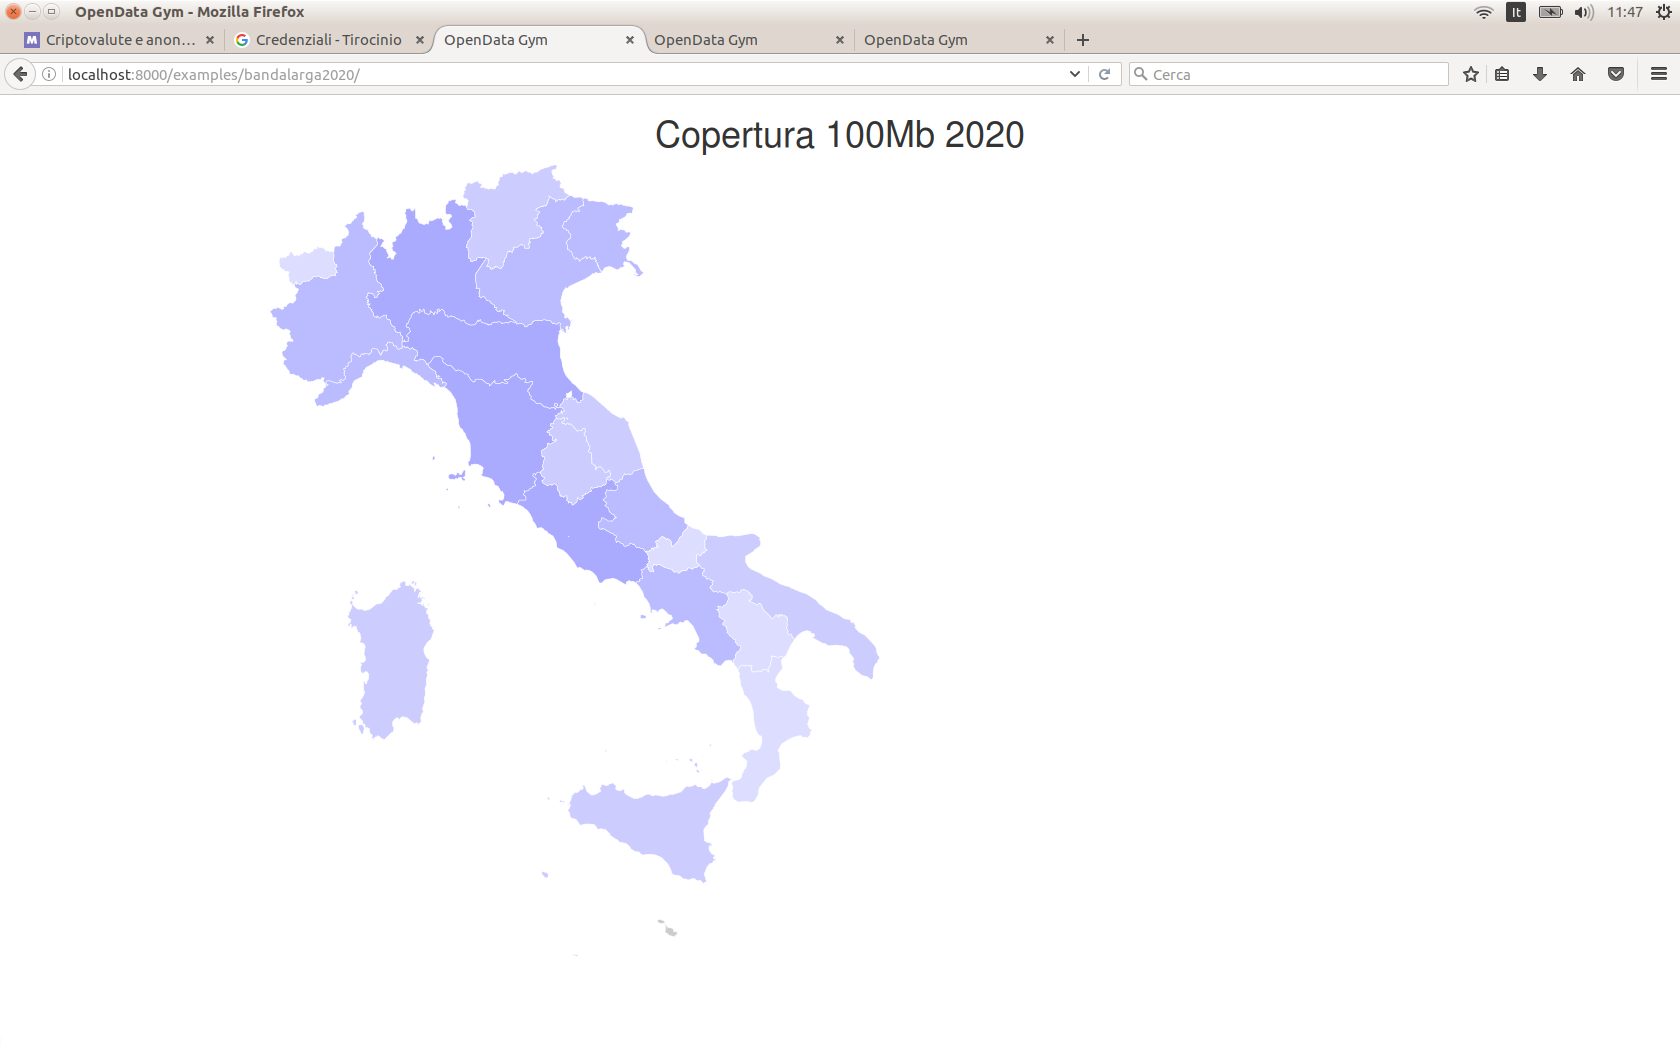 OpenData Gym - Mozilla Firefox
It 11:47
Criptovalute e anon... Credenziali - Tirocinio OpenData Gym OpenData Gym OpenData Gym
localhost:8000/examples/bandalarga2020/ Cerca
Copertura 100Mb 2020